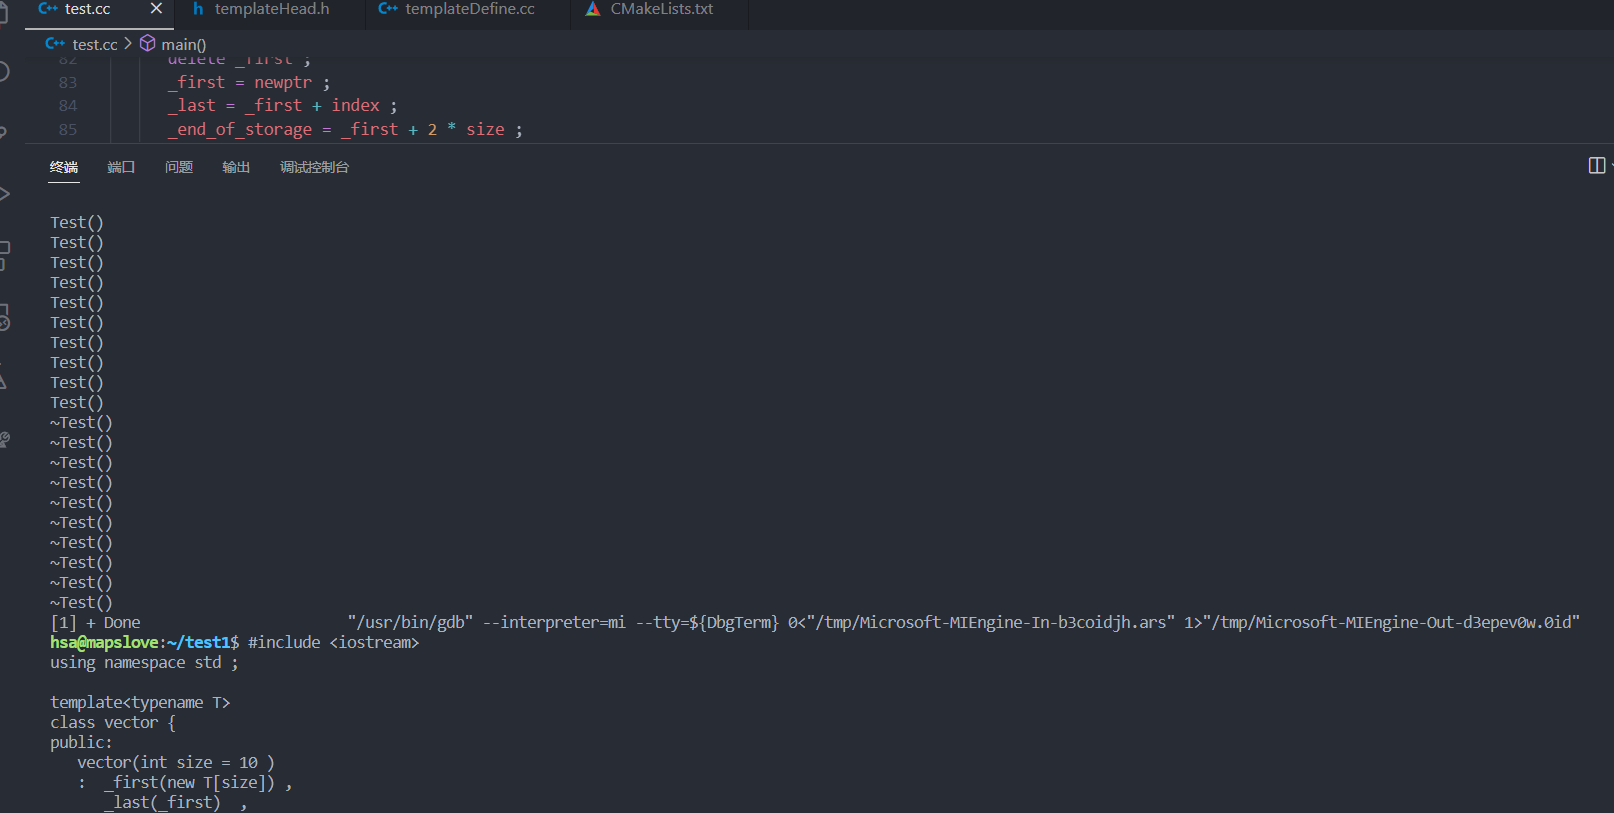 test.cc
templateHead.h
templateDefine.cc
CMakeLists.txt
test.cc > main()
82 delete _first ;
83 _first = newptr ;
84 _last = _first + index ;
85 _end_of_storage = _first + 2 * size ;
终端 端口 问题 输出 调试控制台
Test()
Test()
Test()
Test()
Test()
Test()
Test()
Test()
Test()
Test()
~Test()
~Test()
~Test()
~Test()
~Test()
~Test()
~Test()
~Test()
~Test()
~Test()
[1] + Done "/usr/bin/gdb" --interpreter=mi --tty=${DbgTerm} 0<"/tmp/Microsoft-MIEngine-In-b3coidjh.ars" 1>"/tmp/Microsoft-MIEngine-Out-d3epev0w.0id"
hsa@mapslove:~/test1$ #include <iostream>
using namespace std ;
template<typename T>
class vector {
public:
vector(int size = 10 )
: _first(new T[size]) ,
_last(_first) ,